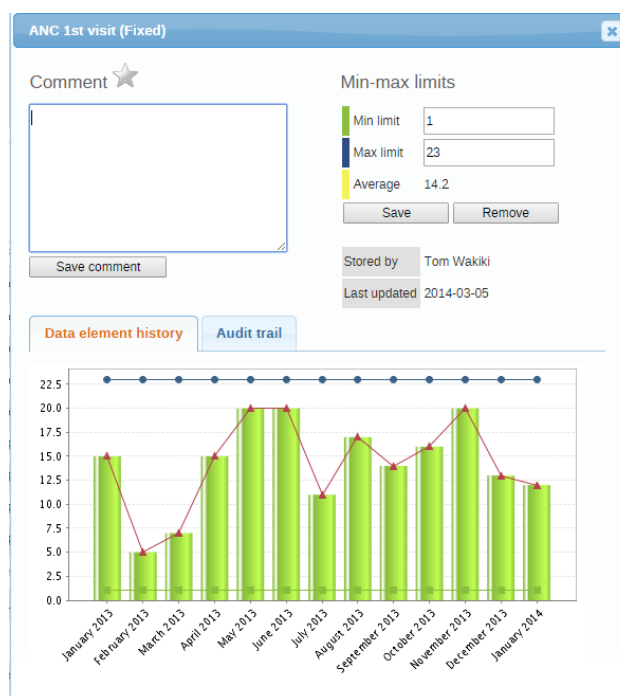 ANC 1st visit (Fixed)
Comment
Min-max limits
Min limit 1
Max limit 23
Average 14.2
Save Remove
Save comment
Stored by Tom Wakiki
Last updated 2014-03-05
Data element history Audit trail
22.5
20.0
17.5
15.0
12.5
10.0
7.5
5.0
2.5
0.0
January 2013 February 2013 March 2013 April 2013 May 2013 June 2013 July 2013 August 2013 September 2013 October 2013 November 2013 December 2013 January 2014